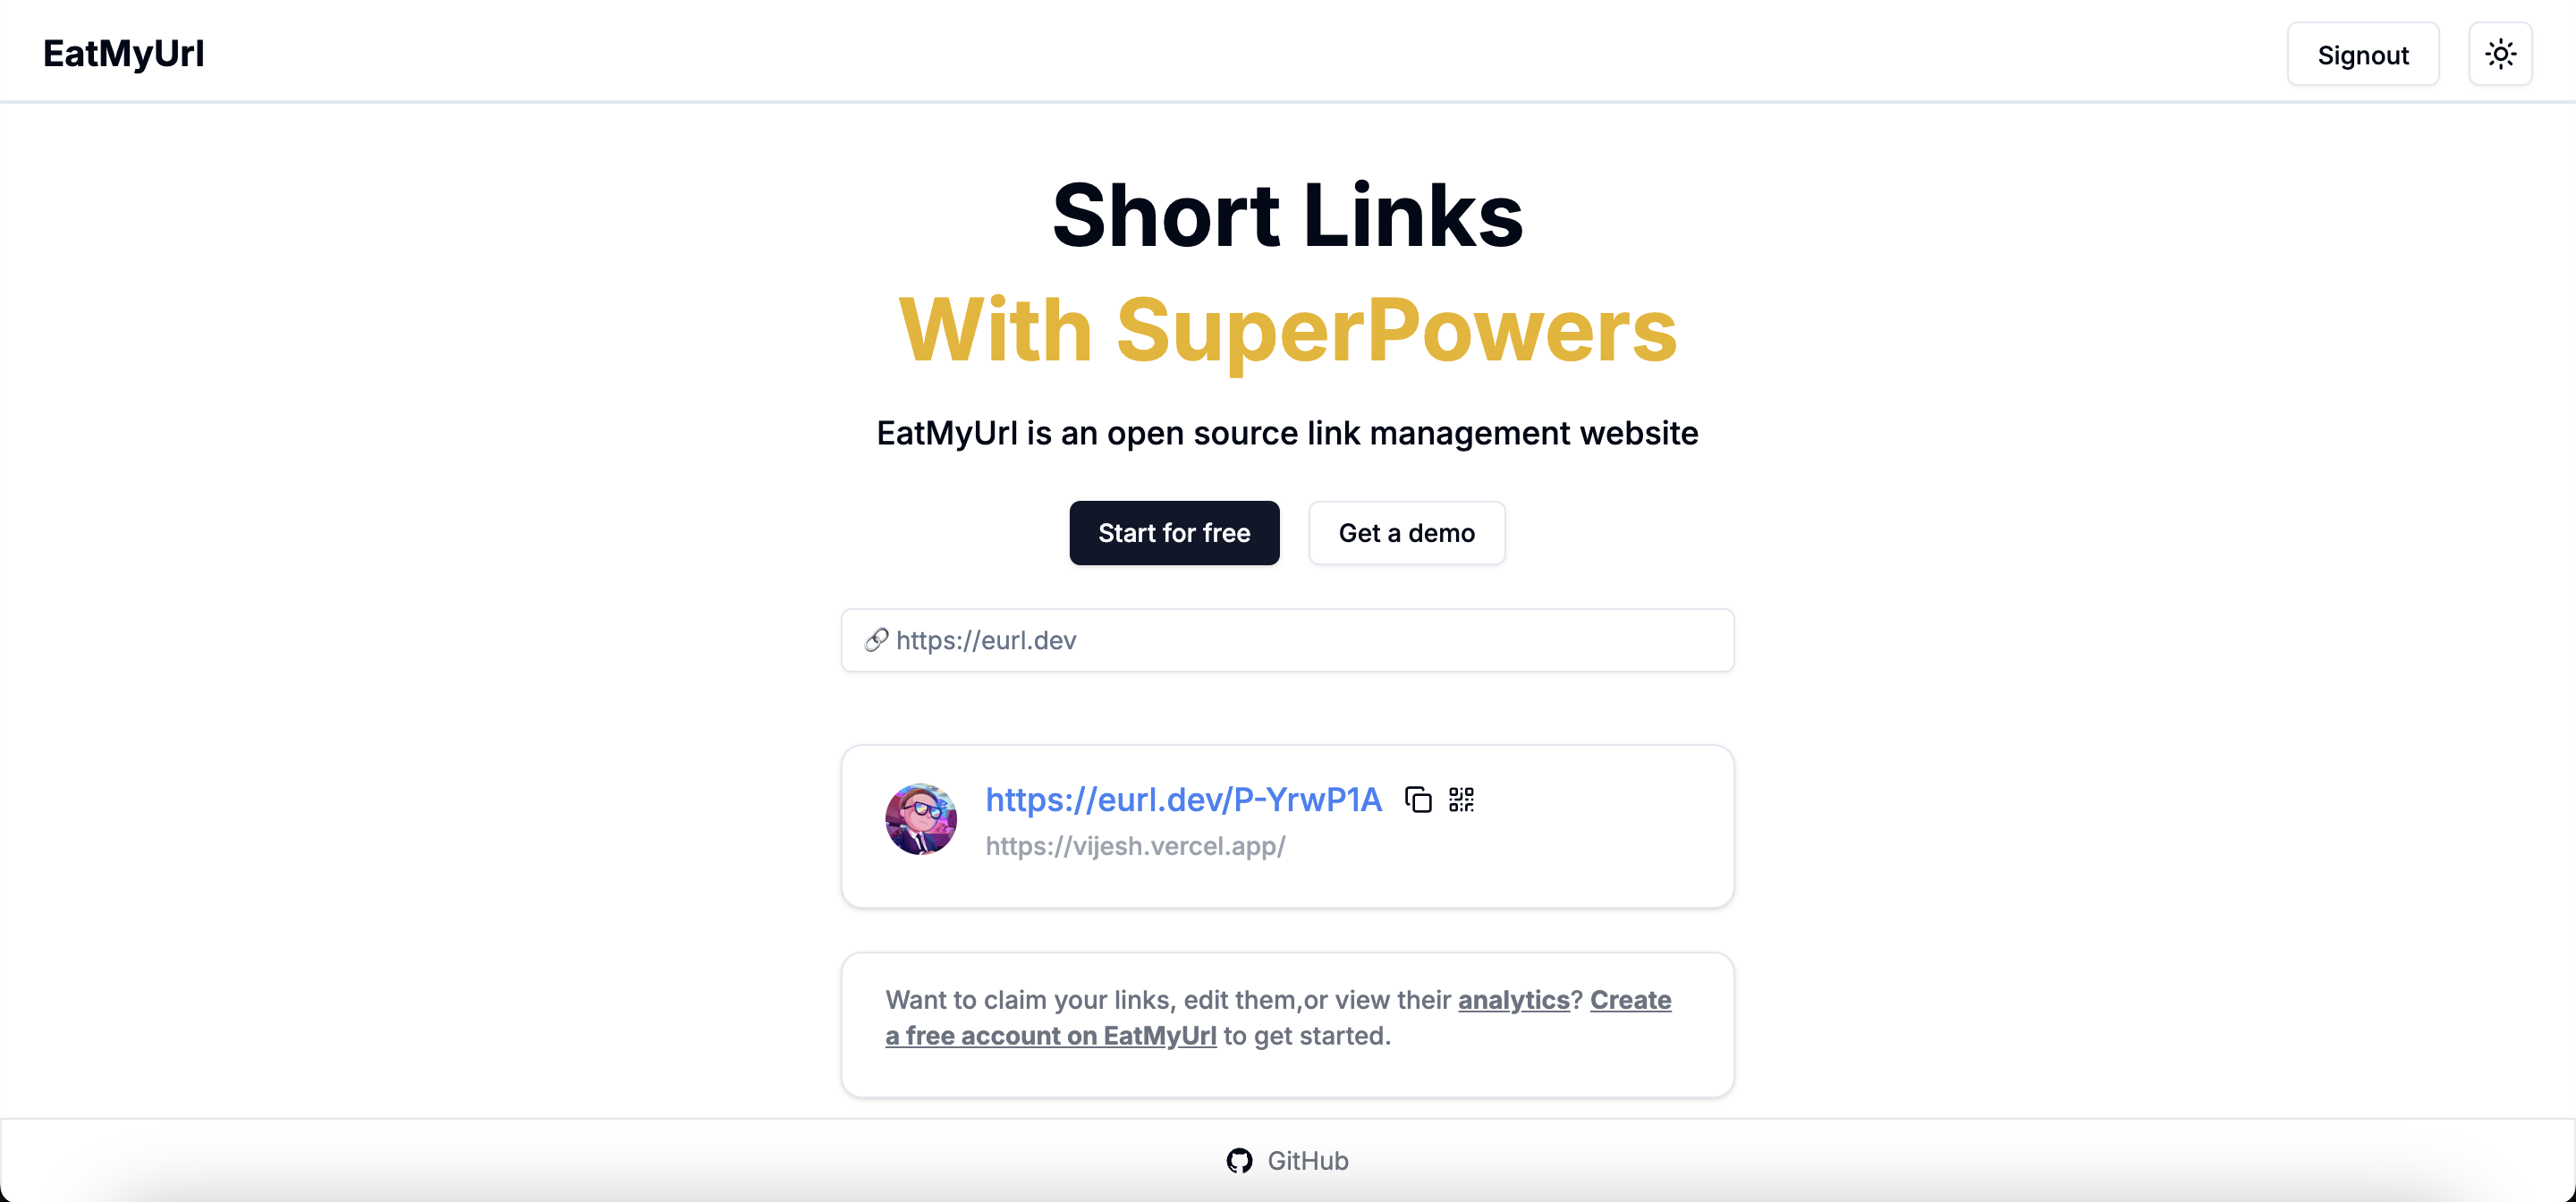 EatMyUrl
Signout
Short Links
With SuperPowers
EatMyUrl is an open source link management website
Start for free
Get a demo
🔗 https://eurl.dev
https://eurl.dev/P-YrwP1A
https://vijesh.vercel.app/
Want to claim your links, edit them,or view their analytics? Create
a free account on EatMyUrl to get started.
GitHub